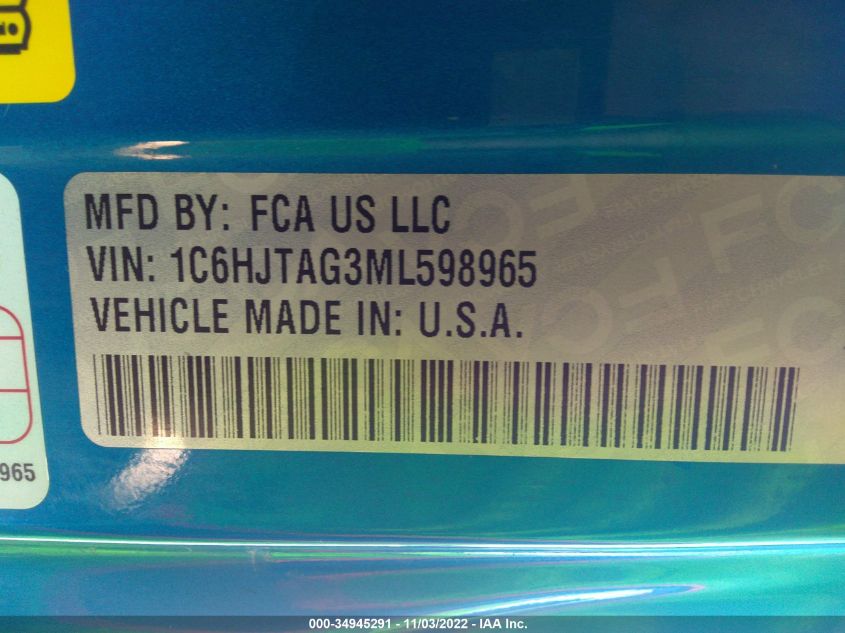 MFD BY: FCA US LLC
VIN: 1C6HJTAG3ML598965
VEHICLE MADE IN: U.S.A.
965
000-34945291 - 11/03/2022 - IAA Inc.